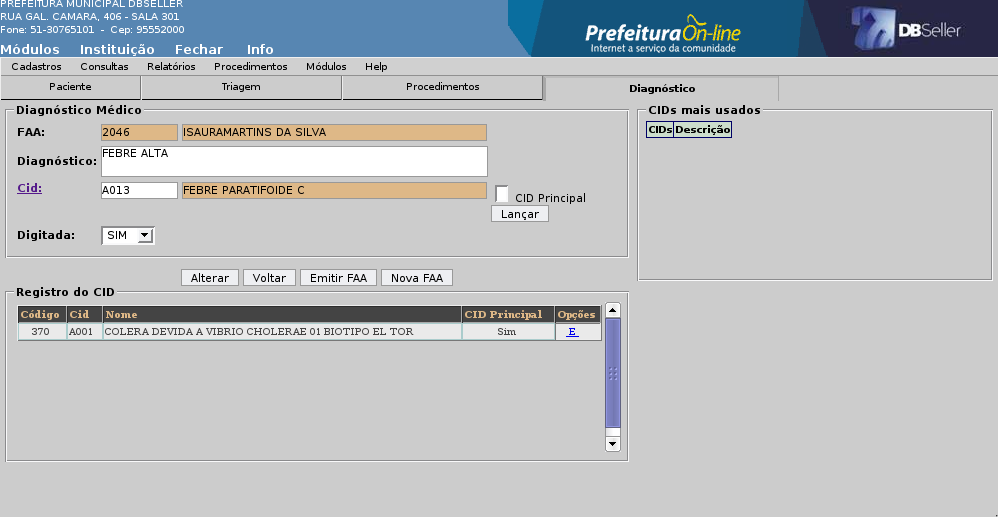 PREFEITURA MUNICIPAL DBSELLER
RUA GAL. CAMARA, 406 - SALA 301
Fone: 51-30765101 - Cep: 95552000
PrefeituraOn-line
Internet a serviço da comunidade
DBSeller
Módulos Instituição Fechar Info
Cadastros Consultas Relatórios Procedimentos Módulos Help
Paciente Triagem Procedimentos Diagnóstico
Diagnóstico Médico
FAA: 2046 ISAURAMARTINS DA SILVA
Diagnóstico: FEBRE ALTA
Cid: A013 FEBRE PARATIFOIDE C CID Principal
Lançar
Digitada: SIM
Alterar Voltar Emitir FAA Nova FAA
CIDs mais usados
CIDs Descrição
Registro do CID
Código Cid Nome CID Principal Opções
370 A001 COLERA DEVIDA A VIBRIO CHOLERAE 01 BIOTIPO EL TOR Sim E